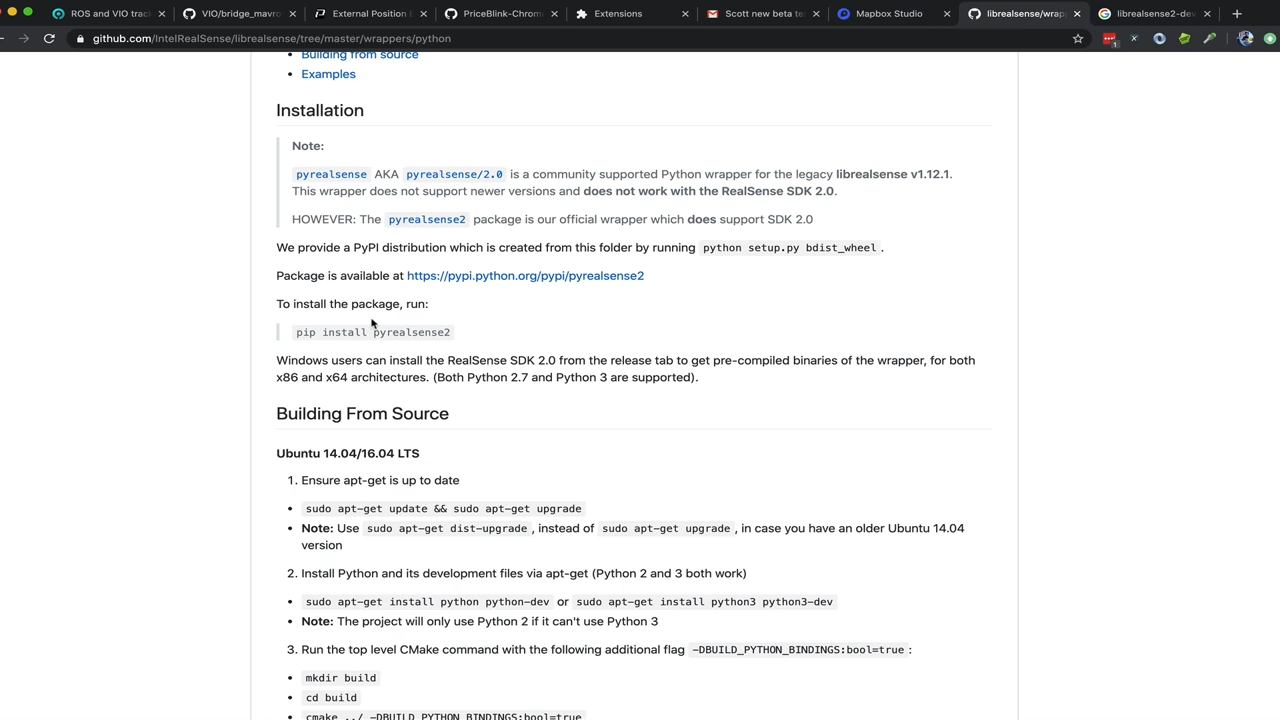 ROS and VIO track
VIO/bridge_mavro
External Position E
PriceBlink-Chrom
Extensions
Scott new beta te
Mapbox Studio
librealsense/wrap
librealsense2-dev
github.com/IntelRealSense/librealsense/tree/master/wrappers/python
1
• Building from source
• Examples
Installation
Note:
pyrealsense AKA pyrealsense/2.0 is a community supported Python wrapper for the legacy librealsense v1.12.1.
This wrapper does not support newer versions and does not work with the RealSense SDK 2.0.
HOWEVER: The pyrealsense2 package is our official wrapper which does support SDK 2.0
We provide a PyPI distribution which is created from this folder by running python setup.py bdist_wheel .
Package is available at https://pypi.python.org/pypi/pyrealsense2
To install the package, run:
pip install pyrealsense2
Windows users can install the RealSense SDK 2.0 from the release tab to get pre-compiled binaries of the wrapper, for both
x86 and x64 architectures. (Both Python 2.7 and Python 3 are supported).
Building From Source
Ubuntu 14.04/16.04 LTS
1. Ensure apt-get is up to date
• sudo apt-get update && sudo apt-get upgrade
• Note: Use sudo apt-get dist-upgrade , instead of sudo apt-get upgrade , in case you have an older Ubuntu 14.04
version
2. Install Python and its development files via apt-get (Python 2 and 3 both work)
• sudo apt-get install python python-dev or sudo apt-get install python3 python3-dev
• Note: The project will only use Python 2 if it can't use Python 3
3. Run the top level CMake command with the following additional flag -DBUILD_PYTHON_BINDINGS:bool=true :
• mkdir build
• cd build
• cmake ../ -DBUILD_PYTHON_BINDINGS:bool=true